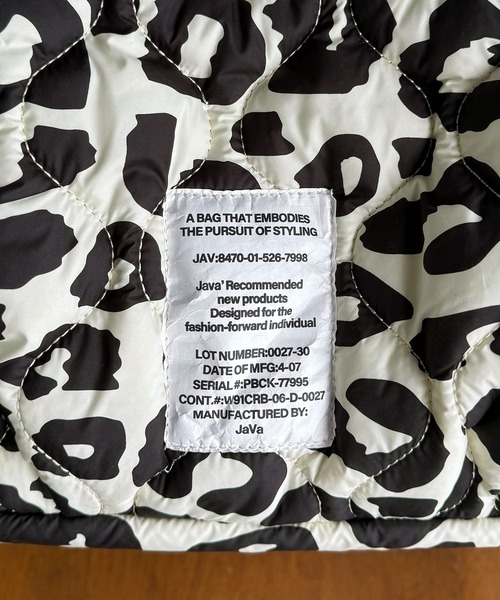 A BAG THAT EMBODIES
THE PURSUIT OF STYLING
JAV:8470-01-526-7998
Java' Recommended
new products
Designed for the
fashion-forward individual
LOT NUMBER:0027-30
DATE OF MFG:4-07
SERIAL#:PBCK-77995
CONT.#:W91CRB-06-D-0027
MANUFACTURED BY:
JaVa